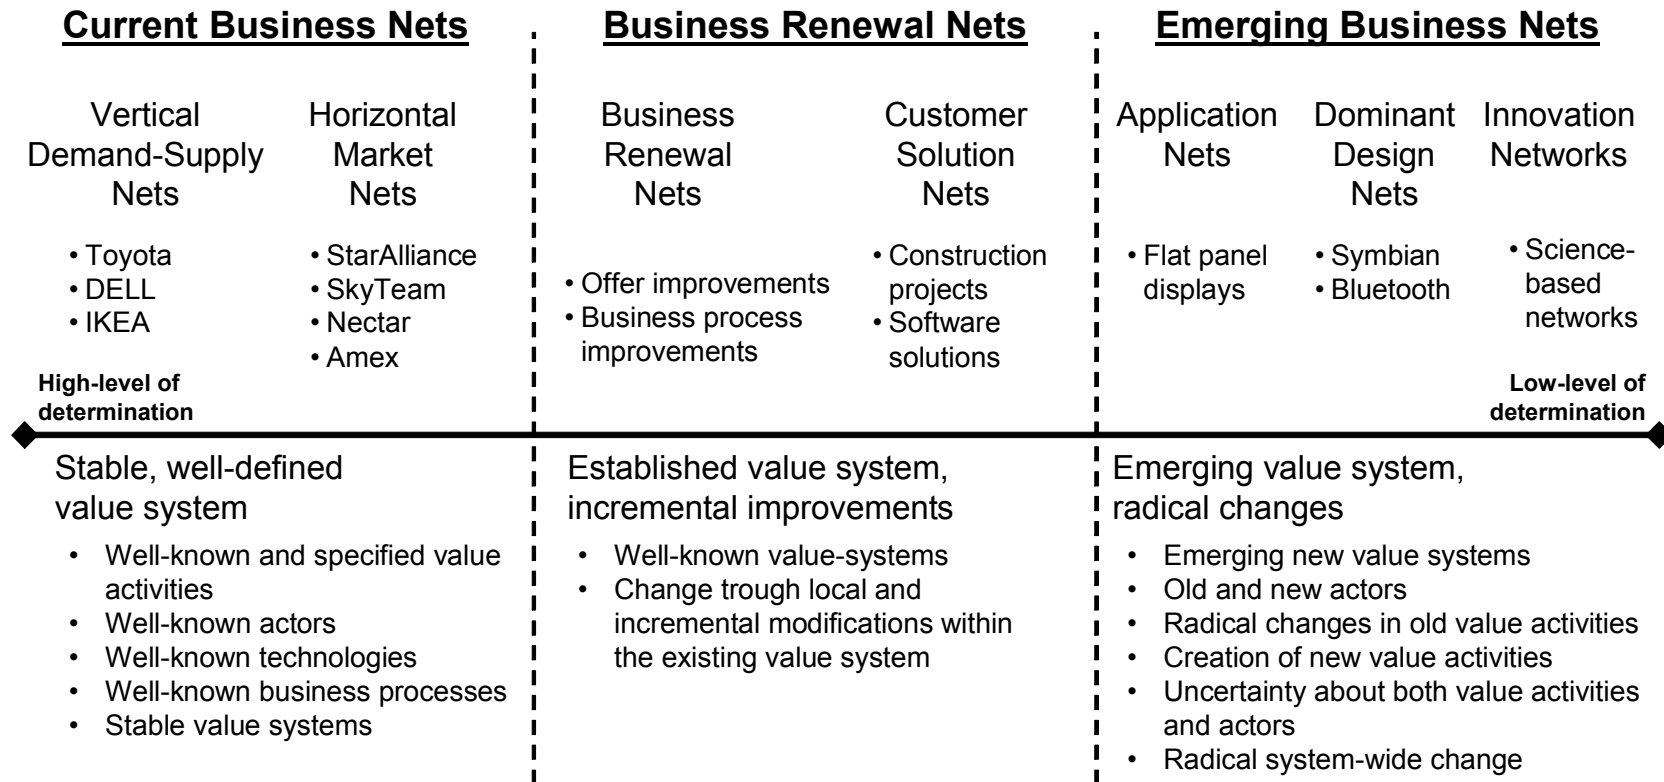 Current Business Nets
Business Renewal Nets
Emerging Business Nets
Vertical
Demand-Supply
Nets
Horizontal
Market
Nets
Business
Renewal
Nets
Customer
Solution
Nets
Application
Nets
Dominant
Design
Nets
Innovation
Networks
• Toyota
• DELL
• IKEA
• StarAlliance
• SkyTeam
• Nectar
• Amex
• Offer improvements
• Business process
improvements
• Construction
projects
• Software
solutions
• Flat panel
displays
• Symbian
• Bluetooth
• Science-
based
networks
High-level of
determination
Low-level of
determination
Stable, well-defined
value system
• Well-known and specified value
activities
• Well-known actors
• Well-known technologies
• Well-known business processes
• Stable value systems
Established value system,
incremental improvements
• Well-known value-systems
• Change trough local and
incremental modifications within
the existing value system
Emerging value system,
radical changes
• Emerging new value systems
• Old and new actors
• Radical changes in old value activities
• Creation of new value activities
• Uncertainty about both value activities
and actors
• Radical system-wide change